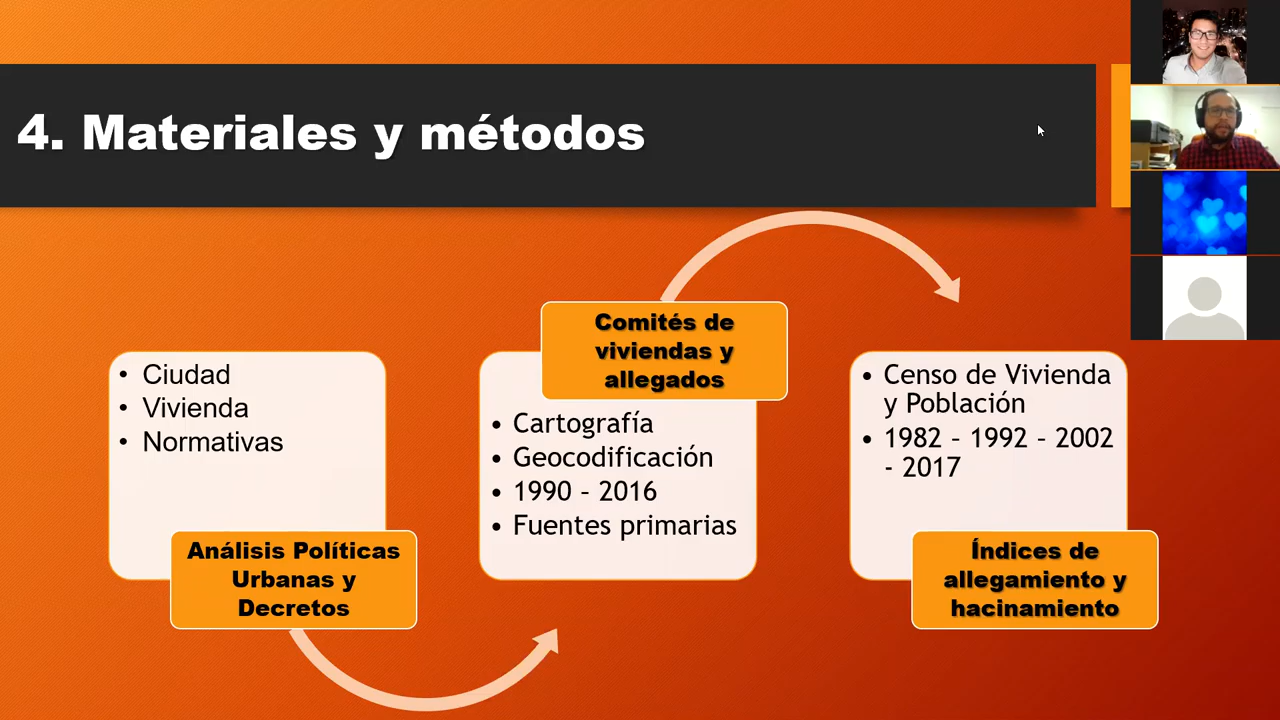 4. Materiales y métodos
• Ciudad
• Vivienda
• Normativas
Análisis Políticas
Urbanas y
Decretos
Comités de
viviendas y
allegados
• Cartografía
• Geocodificación
• 1990 – 2016
• Fuentes primarias
• Censo de Vivienda
y Población
• 1982 – 1992 – 2002
- 2017
Índices de
allegamiento y
hacinamiento